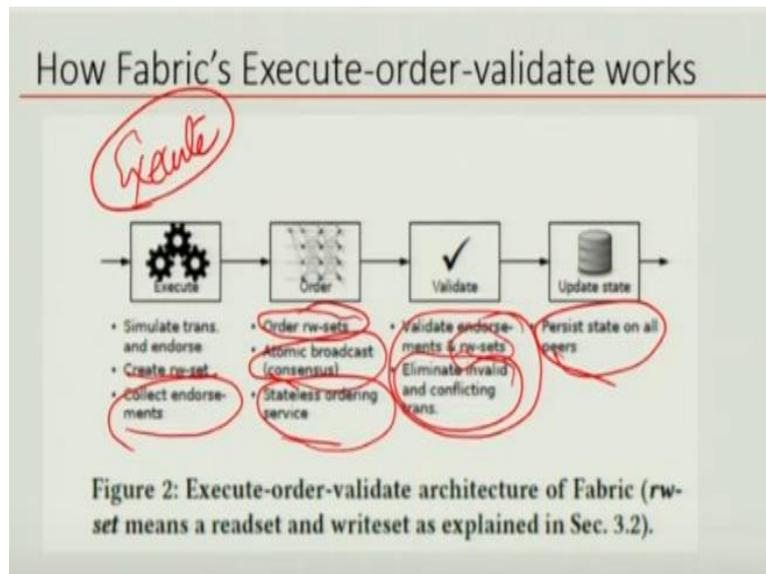 How Fabric's Execute-order-validate works
Execute
Execute
Order
Validate
Update state
• Simulate trans.
and endorse
• Create rw-set
• Collect endorse-
ments
• Order rw-sets
• Atomic broadcast
(consensus)
• Stateless ordering
service
• Validate endorse-
ments & rw-sets
• Eliminate invalid
and conflicting
trans.
• Persist state on all
peers
Figure 2: Execute-order-validate architecture of Fabric (rw-
set means a readset and writeset as explained in Sec. 3.2).